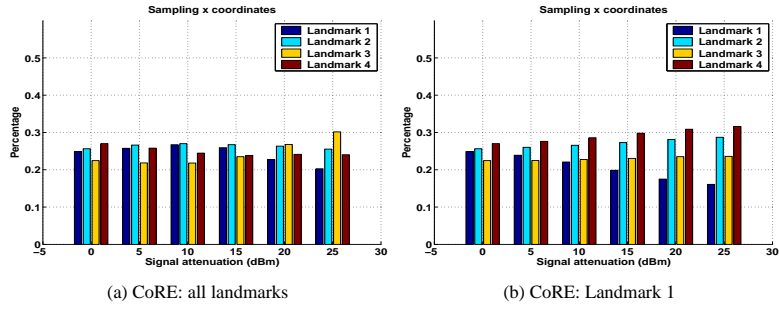 Sampling x coordinates
Landmark 1
Landmark 2
Landmark 3
Landmark 4
0.5
0.4
0.3
0.2
0.1
0
Percentage
−5 0 5 10 15 20 25 30
Signal attenuation (dBm)
(a) CoRE: all landmarks
Sampling x coordinates
Landmark 1
Landmark 2
Landmark 3
Landmark 4
0.5
0.4
0.3
0.2
0.1
0
Percentage
−5 0 5 10 15 20 25 30
Signal attenuation (dBm)
(b) CoRE: Landmark 1